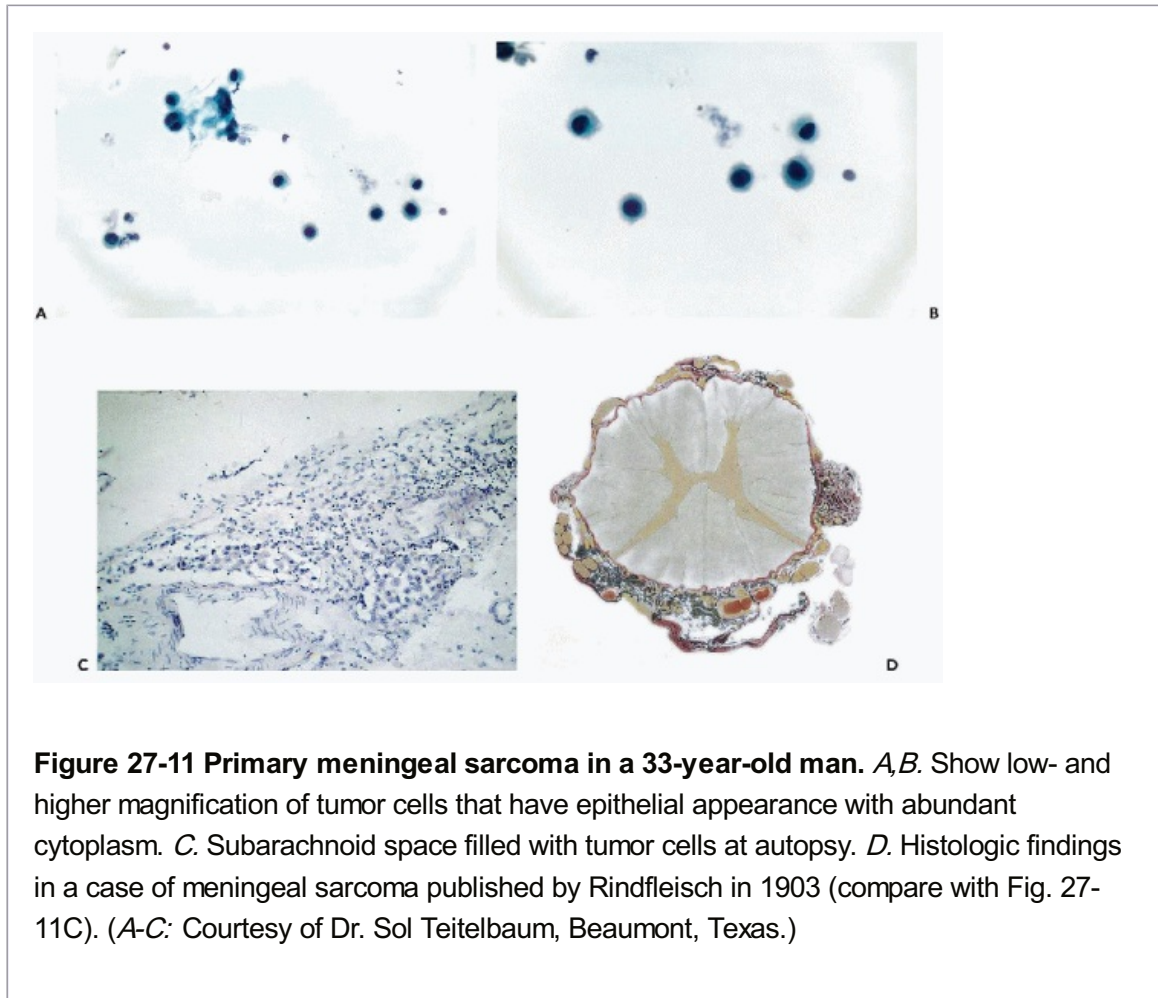 A
B
C
D
Figure 27-11 Primary meningeal sarcoma in a 33-year-old man. A,B. Show low- and
higher magnification of tumor cells that have epithelial appearance with abundant
cytoplasm. C. Subarachnoid space filled with tumor cells at autopsy. D. Histologic findings
in a case of meningeal sarcoma published by Rindfleisch in 1903 (compare with Fig. 27-
11C). (A-C: Courtesy of Dr. Sol Teitelbaum, Beaumont, Texas.)